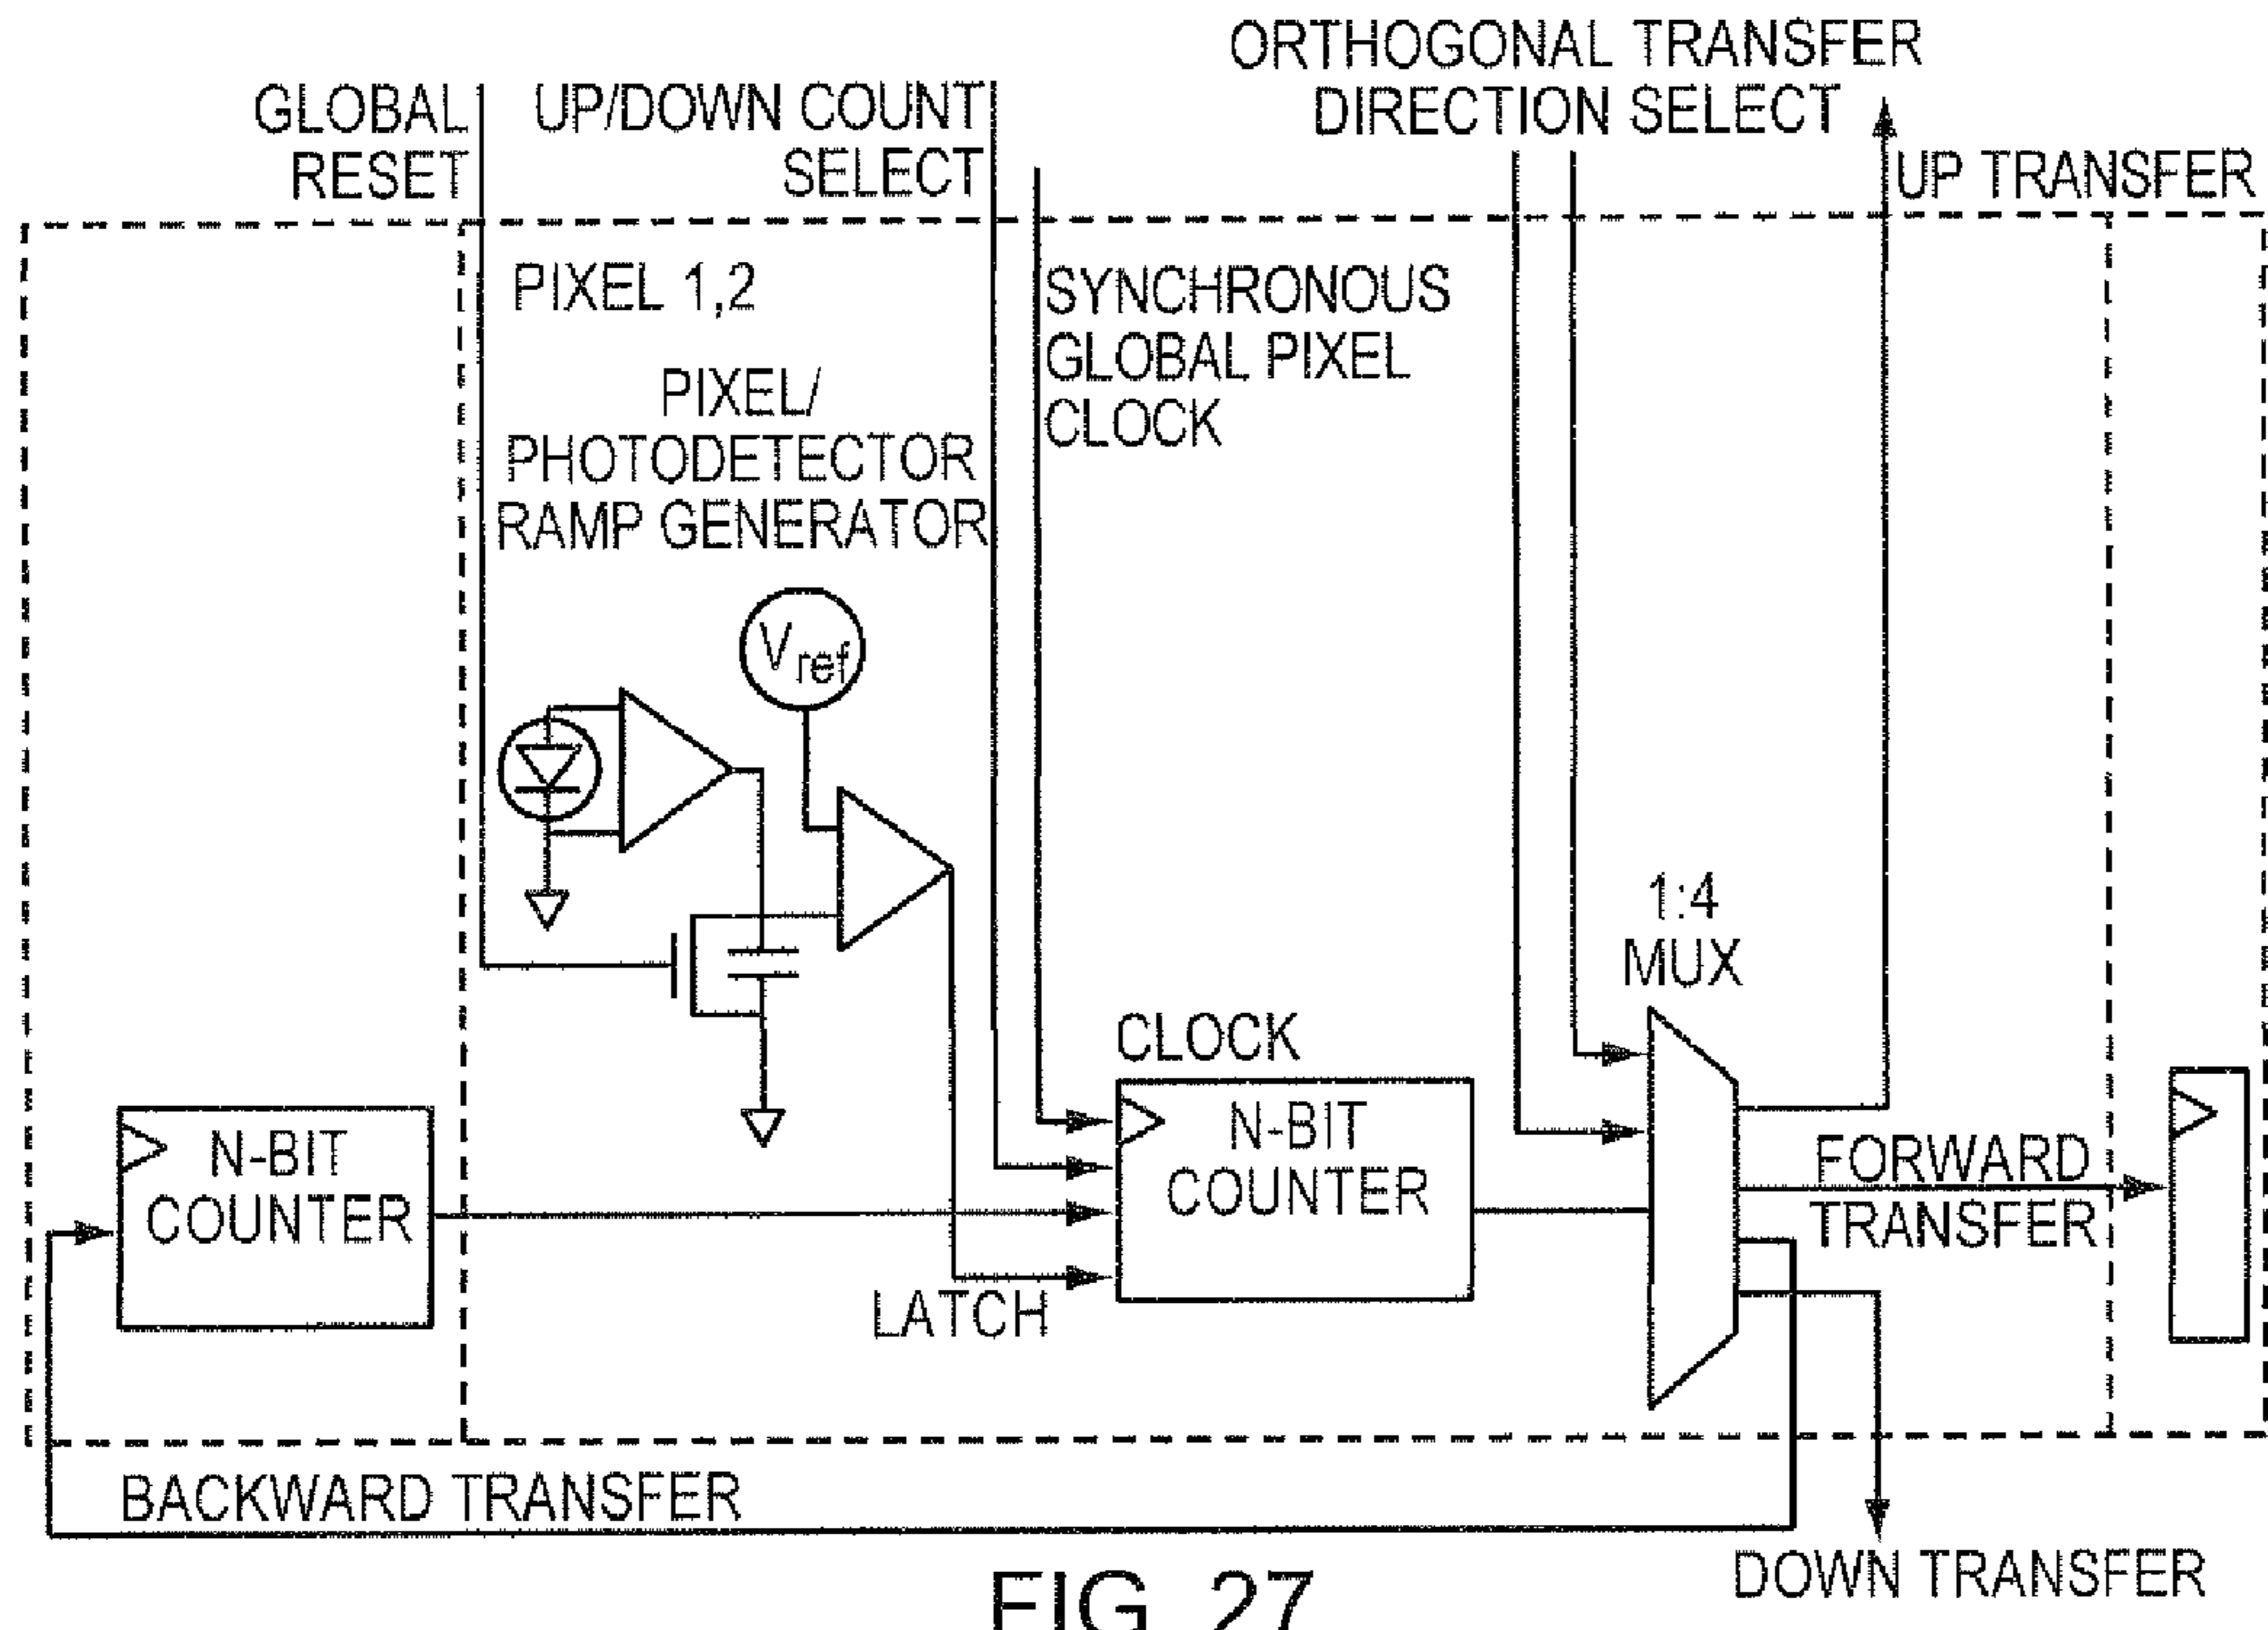 ORTHOGONAL TRANSFER
DIRECTION SELECT
GLOBAL
RESET
UP/DOWN COUNT
SELECT
UP TRANSFER
PIXEL 1,2
SYNCHRONOUS
GLOBAL PIXEL
CLOCK
PIXEL/
PHOTODETECTOR
RAMP GENERATOR
Vref
1:4
MUX
CLOCK
N-BIT
COUNTER
N-BIT
COUNTER
FORWARD
TRANSFER
LATCH
BACKWARD TRANSFER
DOWN TRANSFER
FIG. 27